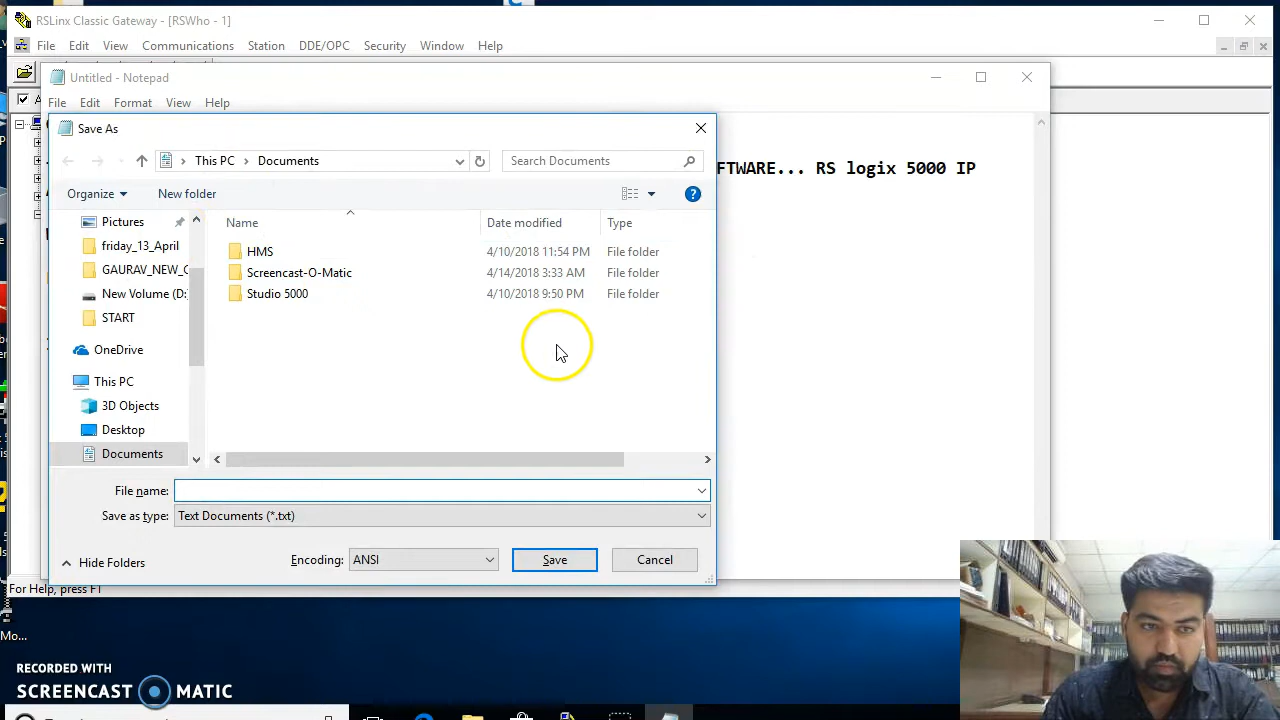 RSLinx Classic Gateway - [RSWho - 1]
File Edit View Communications Station DDE/OPC Security Window Help
Untitled - Notepad
File Edit Format View Help
Save As
FTWARE... RS logix 5000 IP
This PC > Documents
Search Documents
Organize
New folder
Name Date modified Type
Pictures
friday_13_April
GAURAV_NEW_C
New Volume (D:)
START
OneDrive
This PC
3D Objects
Desktop
Documents
HMS 4/10/2018 11:54 PM File folder
Screencast-O-Matic 4/14/2018 3:33 AM File folder
Studio 5000 4/10/2018 9:50 PM File folder
File name:
Save as type: Text Documents (*.txt)
Hide Folders
Encoding: ANSI
Save
Cancel
For Help, press F1
Mo...
RECORDED WITH
SCREENCAST MATIC